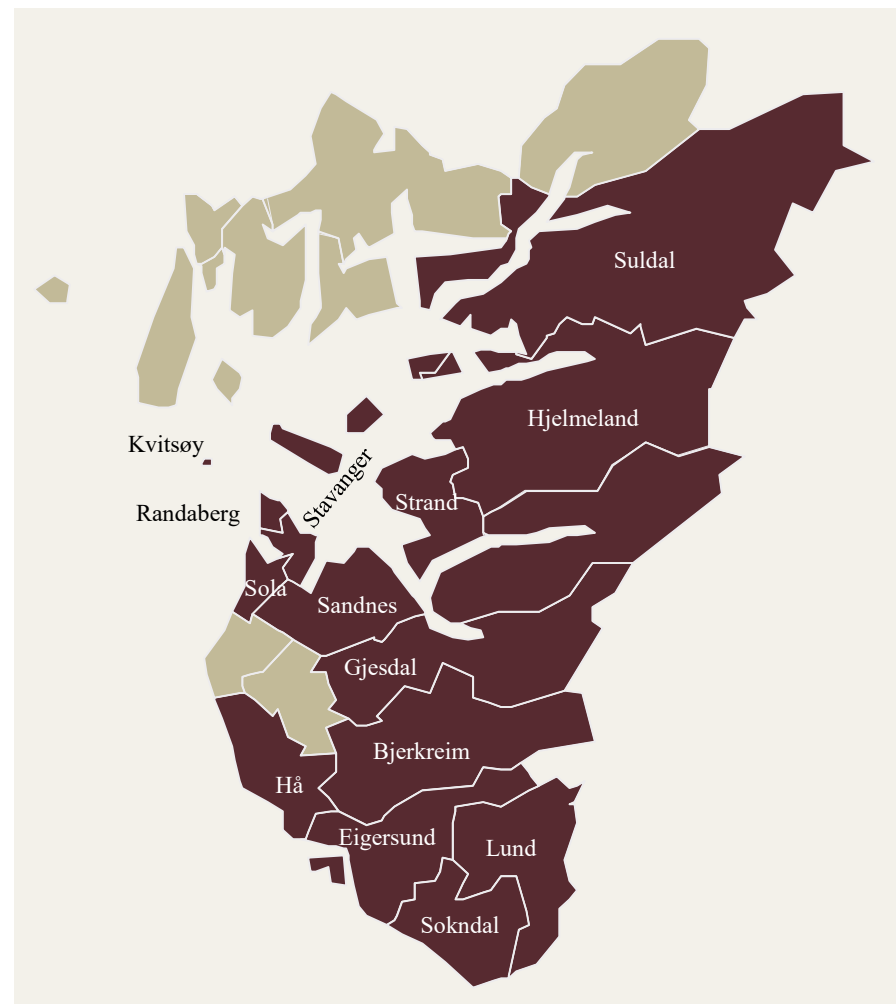 Suldal
Hjelmeland
Kvitsøy
Stavanger
Strand
Randaberg
Sola
Sandnes
Gjesdal
Bjerkreim
Hå
Eigersund
Lund
Sokndal